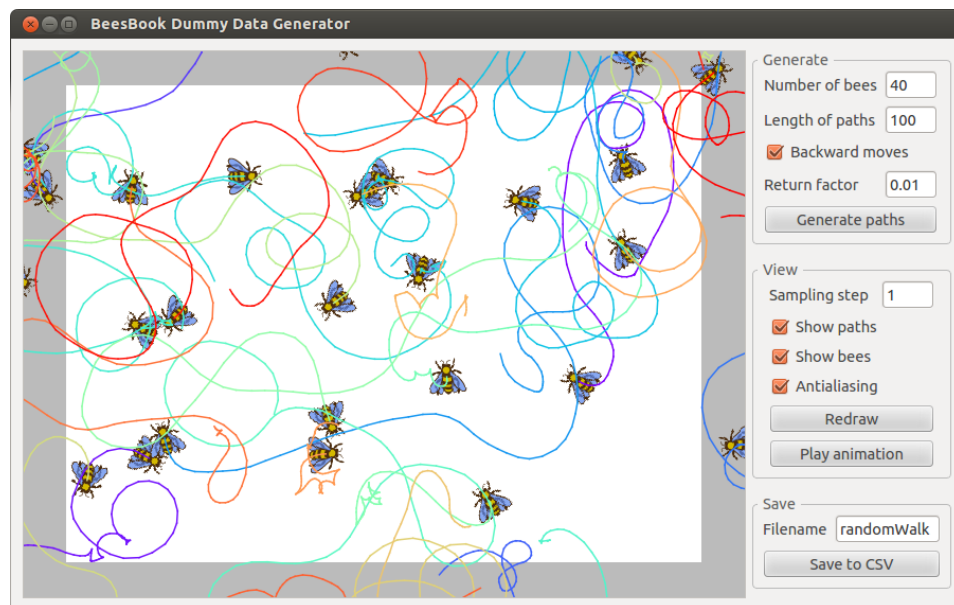 BeesBook Dummy Data Generator
Generate
Number of bees 40
Length of paths 100
Backward moves
Return factor 0.01
Generate paths
View
Sampling step 1
Show paths
Show bees
Antialiasing
Redraw
Play animation
Save
Filename randomWalk
Save to CSV